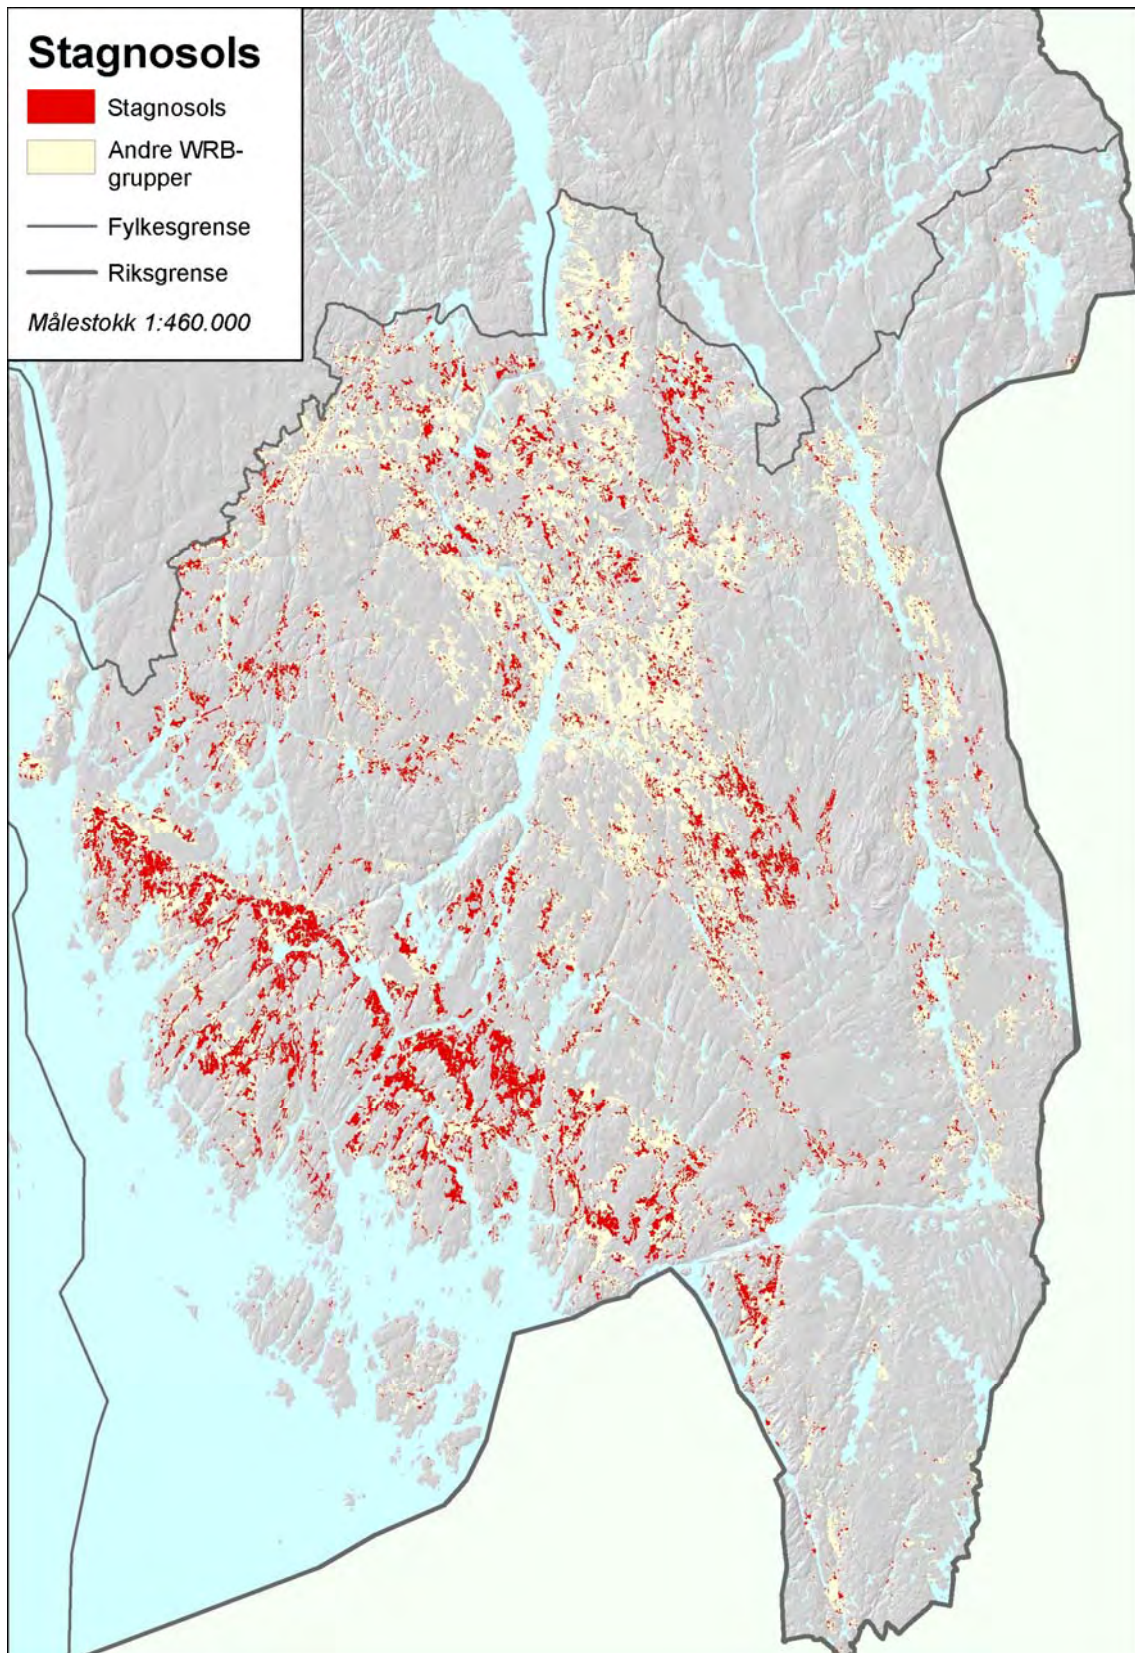 Stagnosols
Stagnosols
Andre WRB-
grupper
Fylkesgrense
Riksgrense
Målestokk 1:460.000